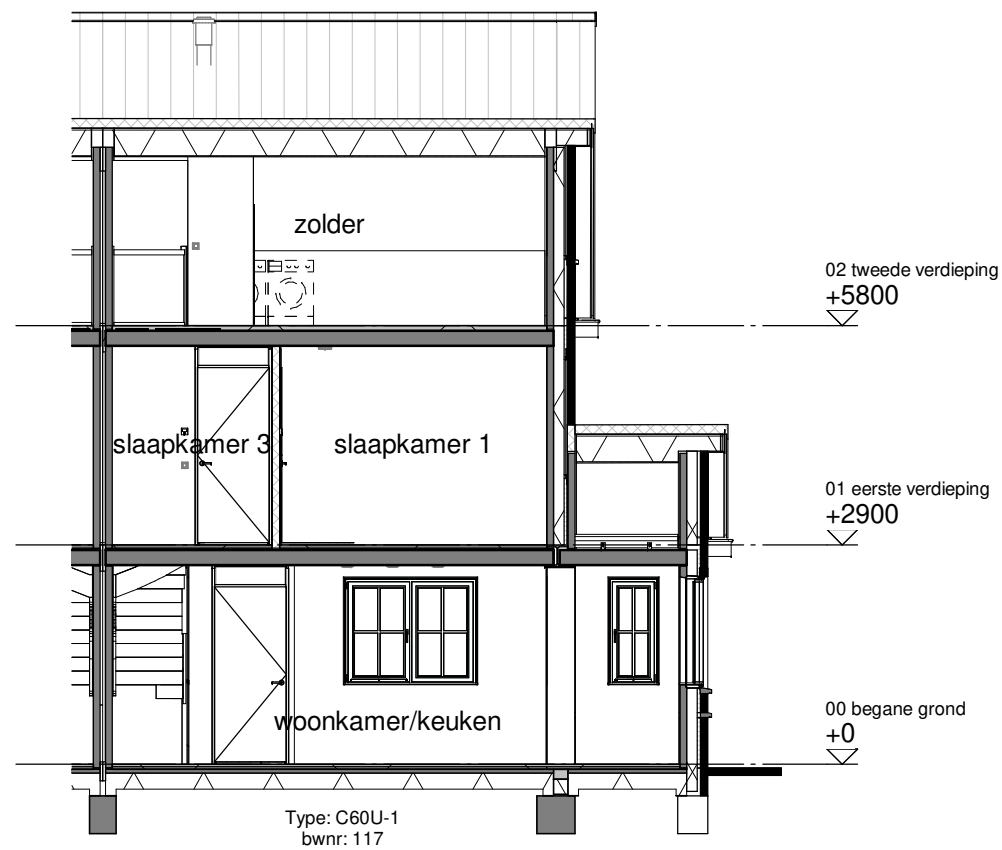 zolder
02 tweede verdieping
+5800
slaapkamer 3
slaapkamer 1
01 eerste verdieping
+2900
woonkamer/keuken
00 begane grond
+0
Type: C60U-1
bwnr: 117